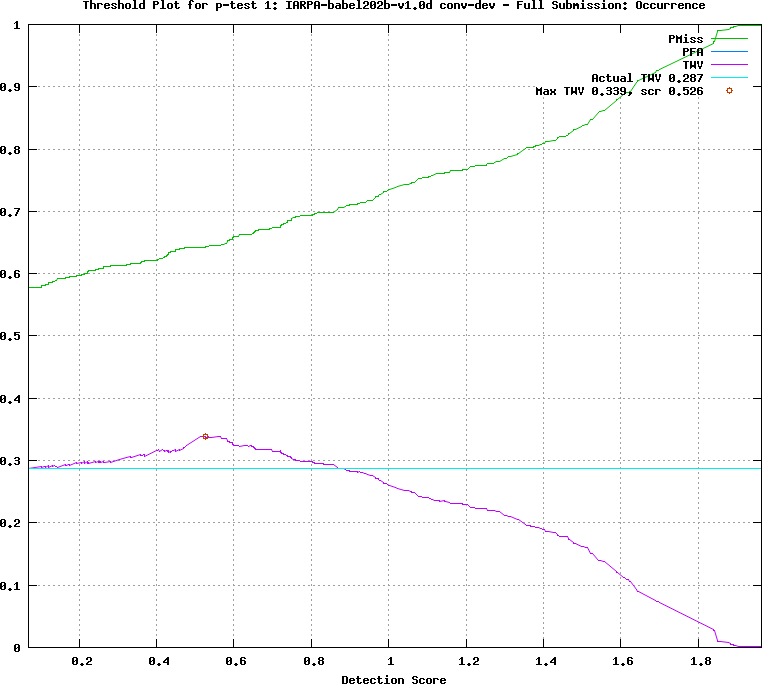 Threshold Plot for p-test 1: IARPA-babel202b-v1.0d conv-dev - Full Submission: Occurrence
1
PMiss
PFA
TWV
Actual TWV 0.287
0.9
Max TWV 0.339, scr 0.526
0.8
0.7
0.6
0.5
0.4
0.3
0.2
0.1
0
0.2 0.4 0.6 0.8 1 1.2 1.4 1.6 1.8
Detection Score